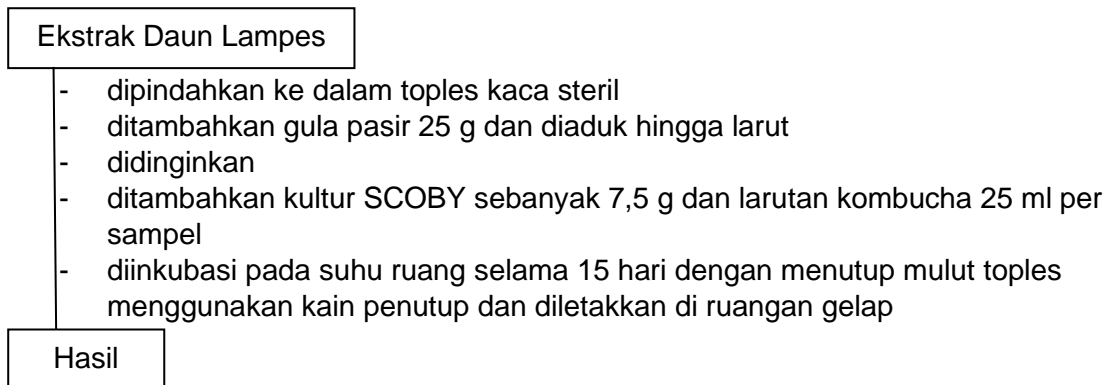 Ekstrak Daun Lampes
- dipindahkan ke dalam toples kaca steril
- ditambahkan gula pasir 25 g dan diaduk hingga larut
- didinginkan
- ditambahkan kultur SCOBY sebanyak 7,5 g dan larutan kombucha 25 ml per
sampel
- diinkubasi pada suhu ruang selama 15 hari dengan menutup mulut toples
menggunakan kain penutup dan diletakkan di ruangan gelap
Hasil